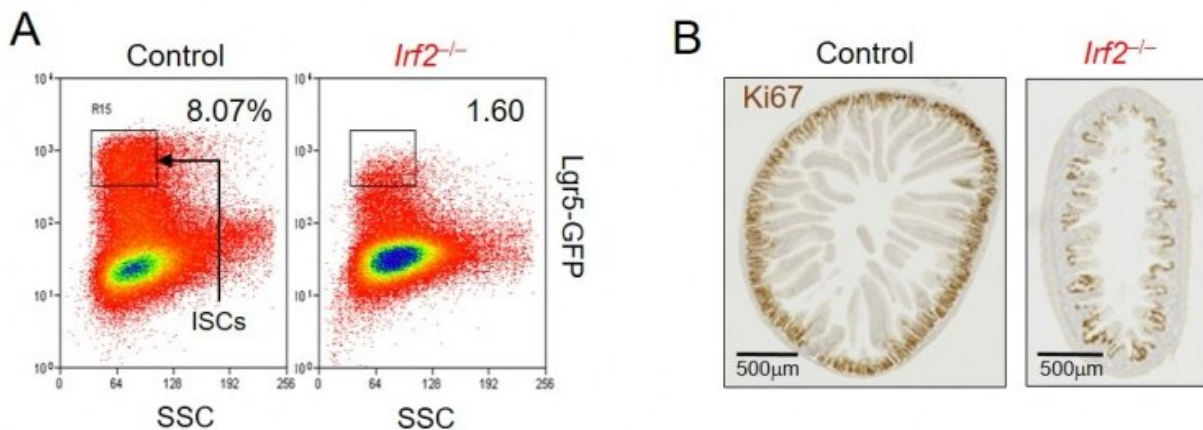 A
Control
Irf2−/−
10⁴
10³
10²
10¹
10⁰
R15
8.07%
ISCs
0 64 128 192 256
SSC
1.60
10⁴
10³
10²
10¹
10⁰
0 64 128 192 256
SSC
Lgr5-GFP
B
Control
Irf2−/−
Ki67
500μm
500μm